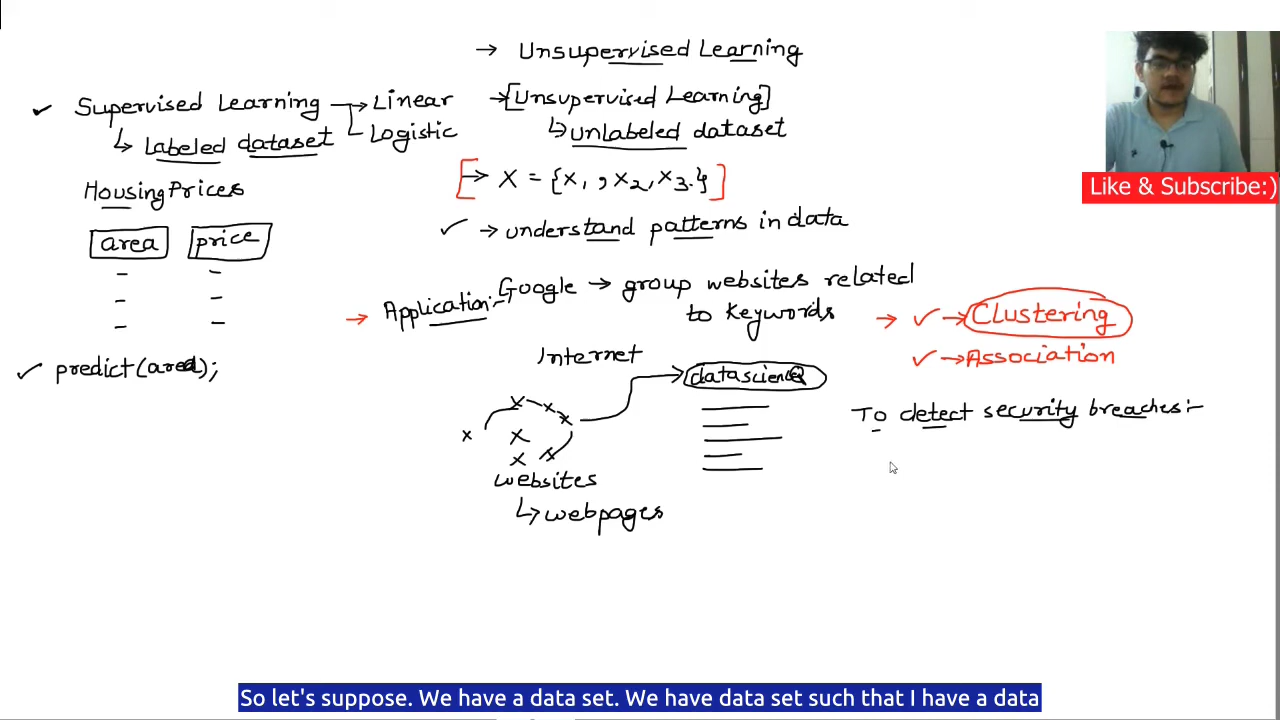 → Unsupervised Learning
✓ Supervised Learning → Linear
Logistic
↳ Labeled dataset
Housing Prices
area price
- -
- -
- -
✓ predict(area);
→ [Unsupervised Learning]
↳ unlabeled dataset
[→ X = {x₁, x₂, x₃.}]
✓ → understand patterns in data
→ Application:- Google → group websites related
to keywords
→ ✓ → Clustering
✓ → Association
Internet
datascience
x x x x x x x
websites
↳ webpages
To detect security breaches:-
Like & Subscribe:)
So let's suppose. We have a data set. We have data set such that I have a data